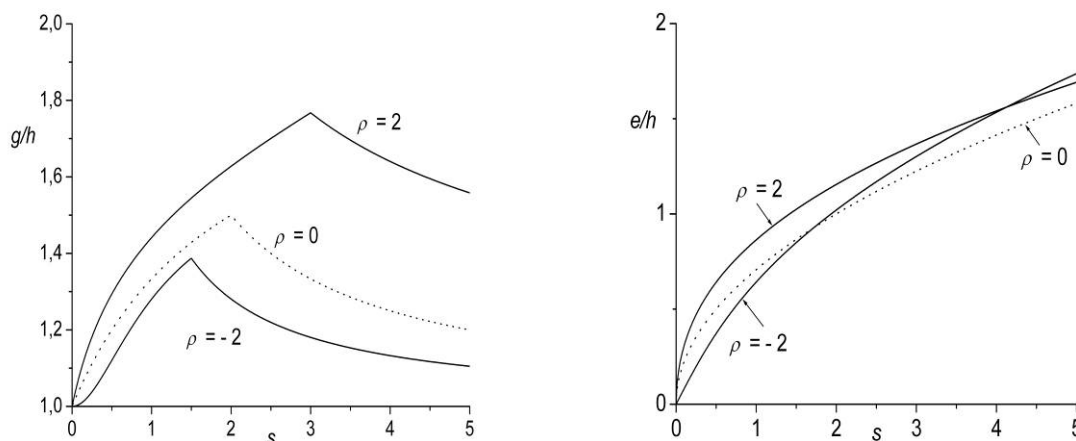 2,0
1,8
g/h
ρ = 2
1,6
ρ = 0
1,4
1,2
ρ = - 2
1,0
0 1 2 3 4 5
s
2
e/h
ρ = 0
ρ = 2
1
ρ = - 2
0
0 1 2 3 4 5
s